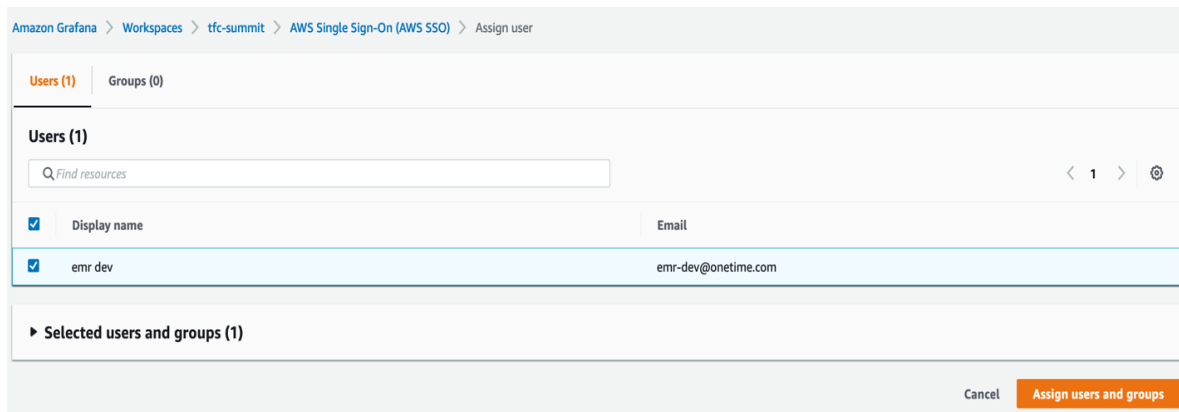 Amazon Grafana > Workspaces > tfc-summit > AWS Single Sign-On (AWS SSO) > Assign user
Users (1) Groups (0)
Users (1)
Find resources
< 1 >
Display name Email
emr dev emr-dev@onetime.com
Selected users and groups (1)
Cancel Assign users and groups